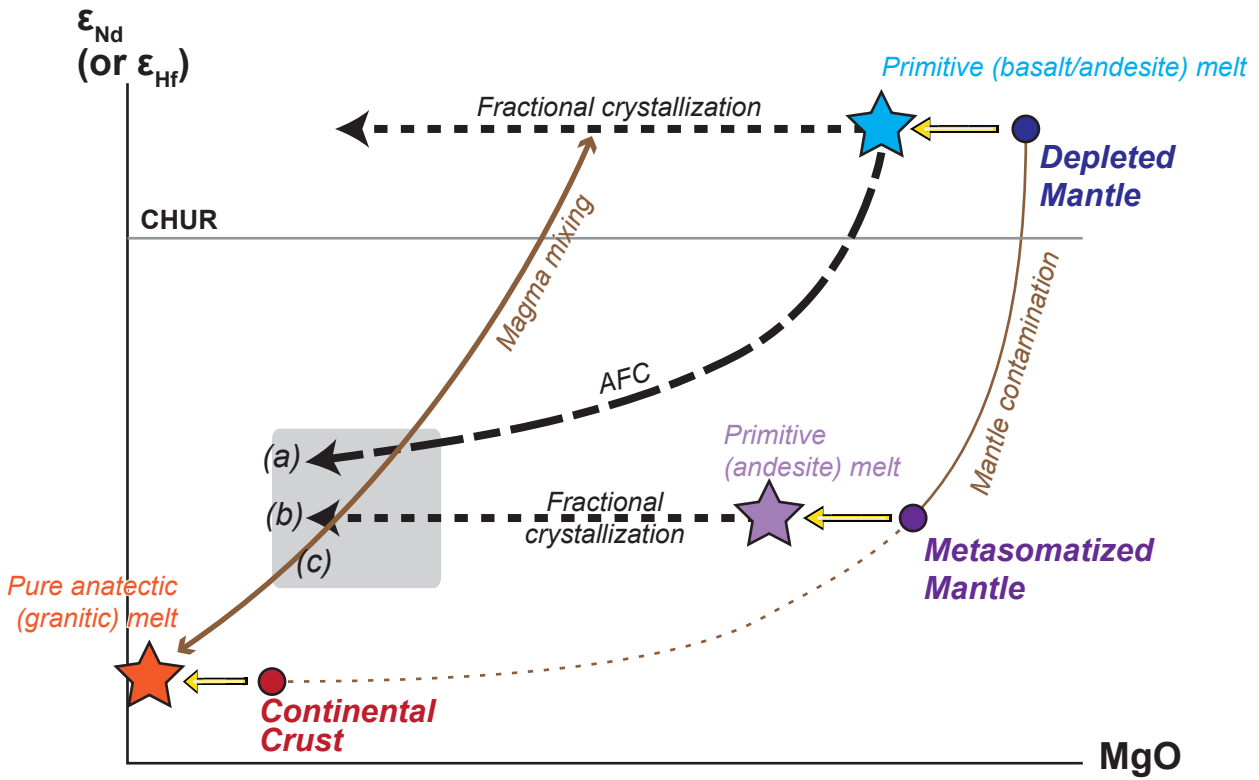 εNd
(or εHf)
Primitive (basalt/andesite) melt
Fractional crystallization
Depleted
Mantle
CHUR
Magma mixing
Mantle contamination
AFC
Primitive
(andesite) melt
(a)
(b)
(c)
Fractional
crystallization
Metasomatized
Mantle
Pure anatectic
(granitic) melt
Continental
Crust
MgO